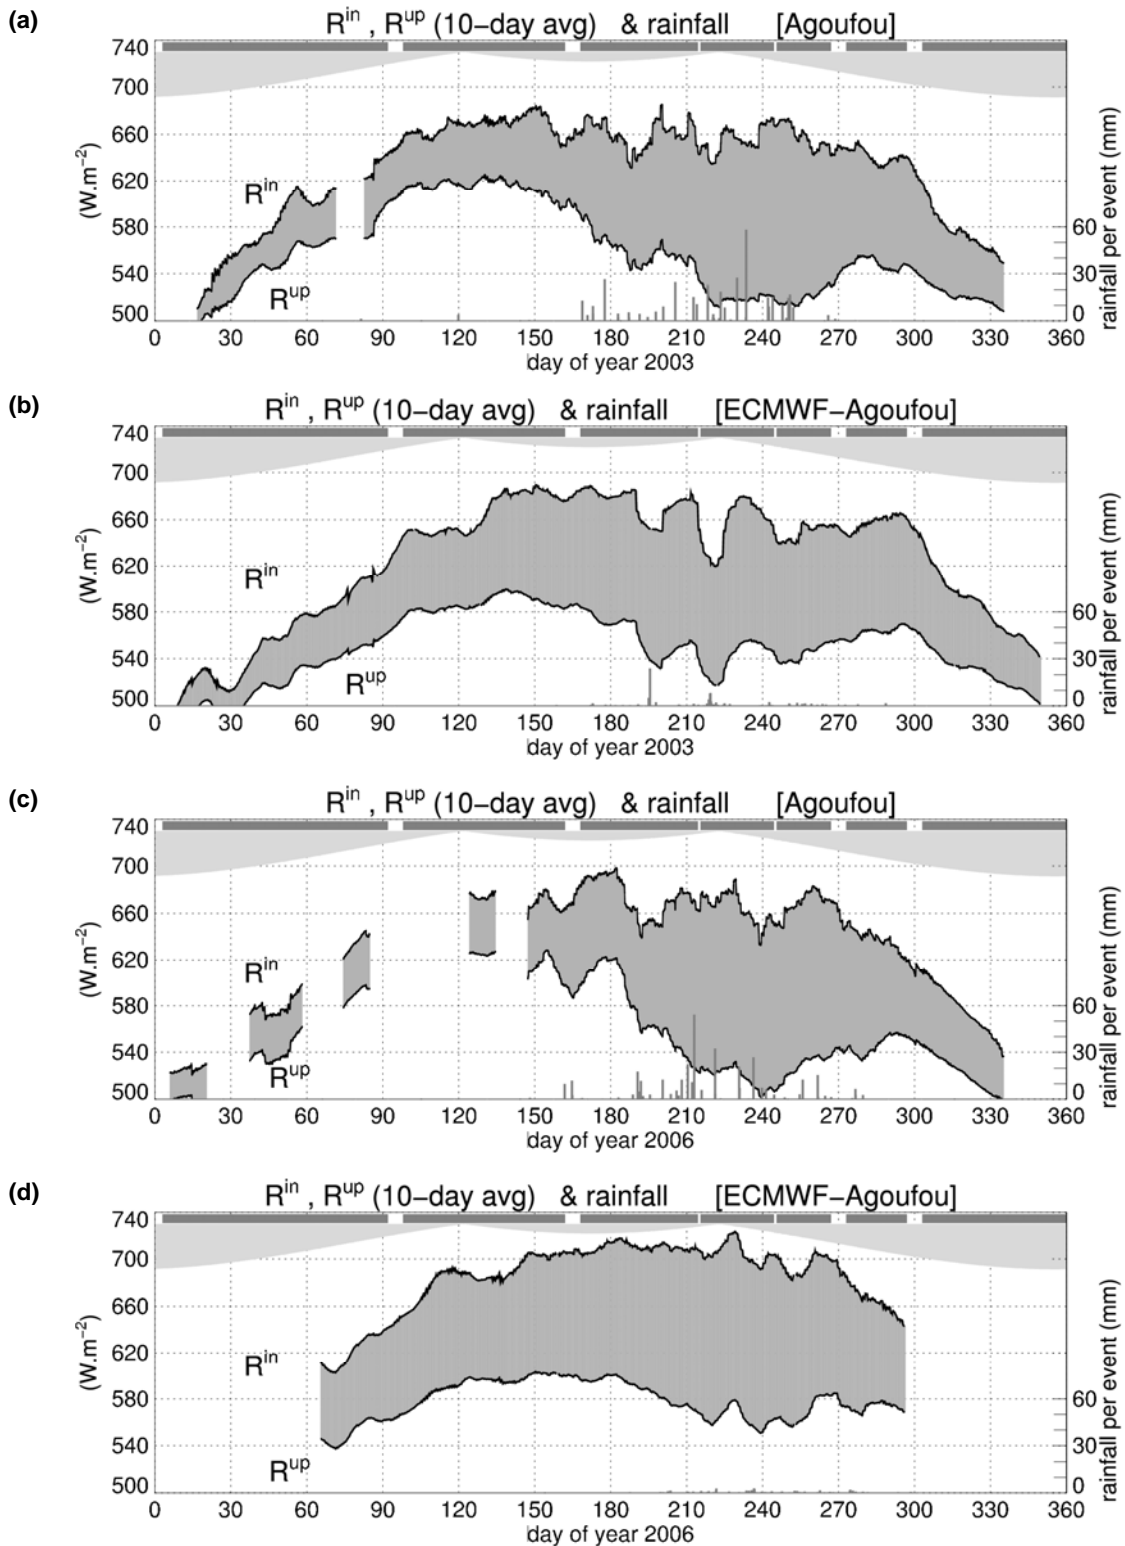 (a)
R^in , R^up (10−day avg) & rainfall [Agoufou]
740
700
660
620
580
540
500
(W.m−2)
R^in
R^up
60
30
0
rainfall per event (mm)
0 30 60 90 120 150 180 210 240 270 300 330 360
day of year 2003
(b)
R^in , R^up (10−day avg) & rainfall [ECMWF−Agoufou]
740
700
660
620
580
540
500
(W.m−2)
R^in
R^up
60
30
0
rainfall per event (mm)
0 30 60 90 120 150 180 210 240 270 300 330 360
day of year 2003
(c)
R^in , R^up (10−day avg) & rainfall [Agoufou]
740
700
660
620
580
540
500
(W.m−2)
R^in
R^up
60
30
0
rainfall per event (mm)
0 30 60 90 120 150 180 210 240 270 300 330 360
day of year 2006
(d)
R^in , R^up (10−day avg) & rainfall [ECMWF−Agoufou]
740
700
660
620
580
540
500
(W.m−2)
R^in
R^up
60
30
0
rainfall per event (mm)
0 30 60 90 120 150 180 210 240 270 300 330 360
day of year 2006